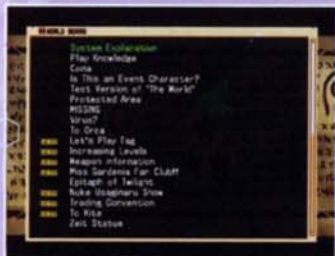 System Explanation
Play Knowledge
Coma
Is This an Event Character?
Test Version of "The World"
Protected Area
MISSING
Virus?
To Orca
Let's Play Tag
Increasing Levels
Weapon information
Miss Gardenia Fan Club!!
Epitaph of Twilight
Nuke Usagimaru Show
Trading Convention
To Kite
Zeit Statue